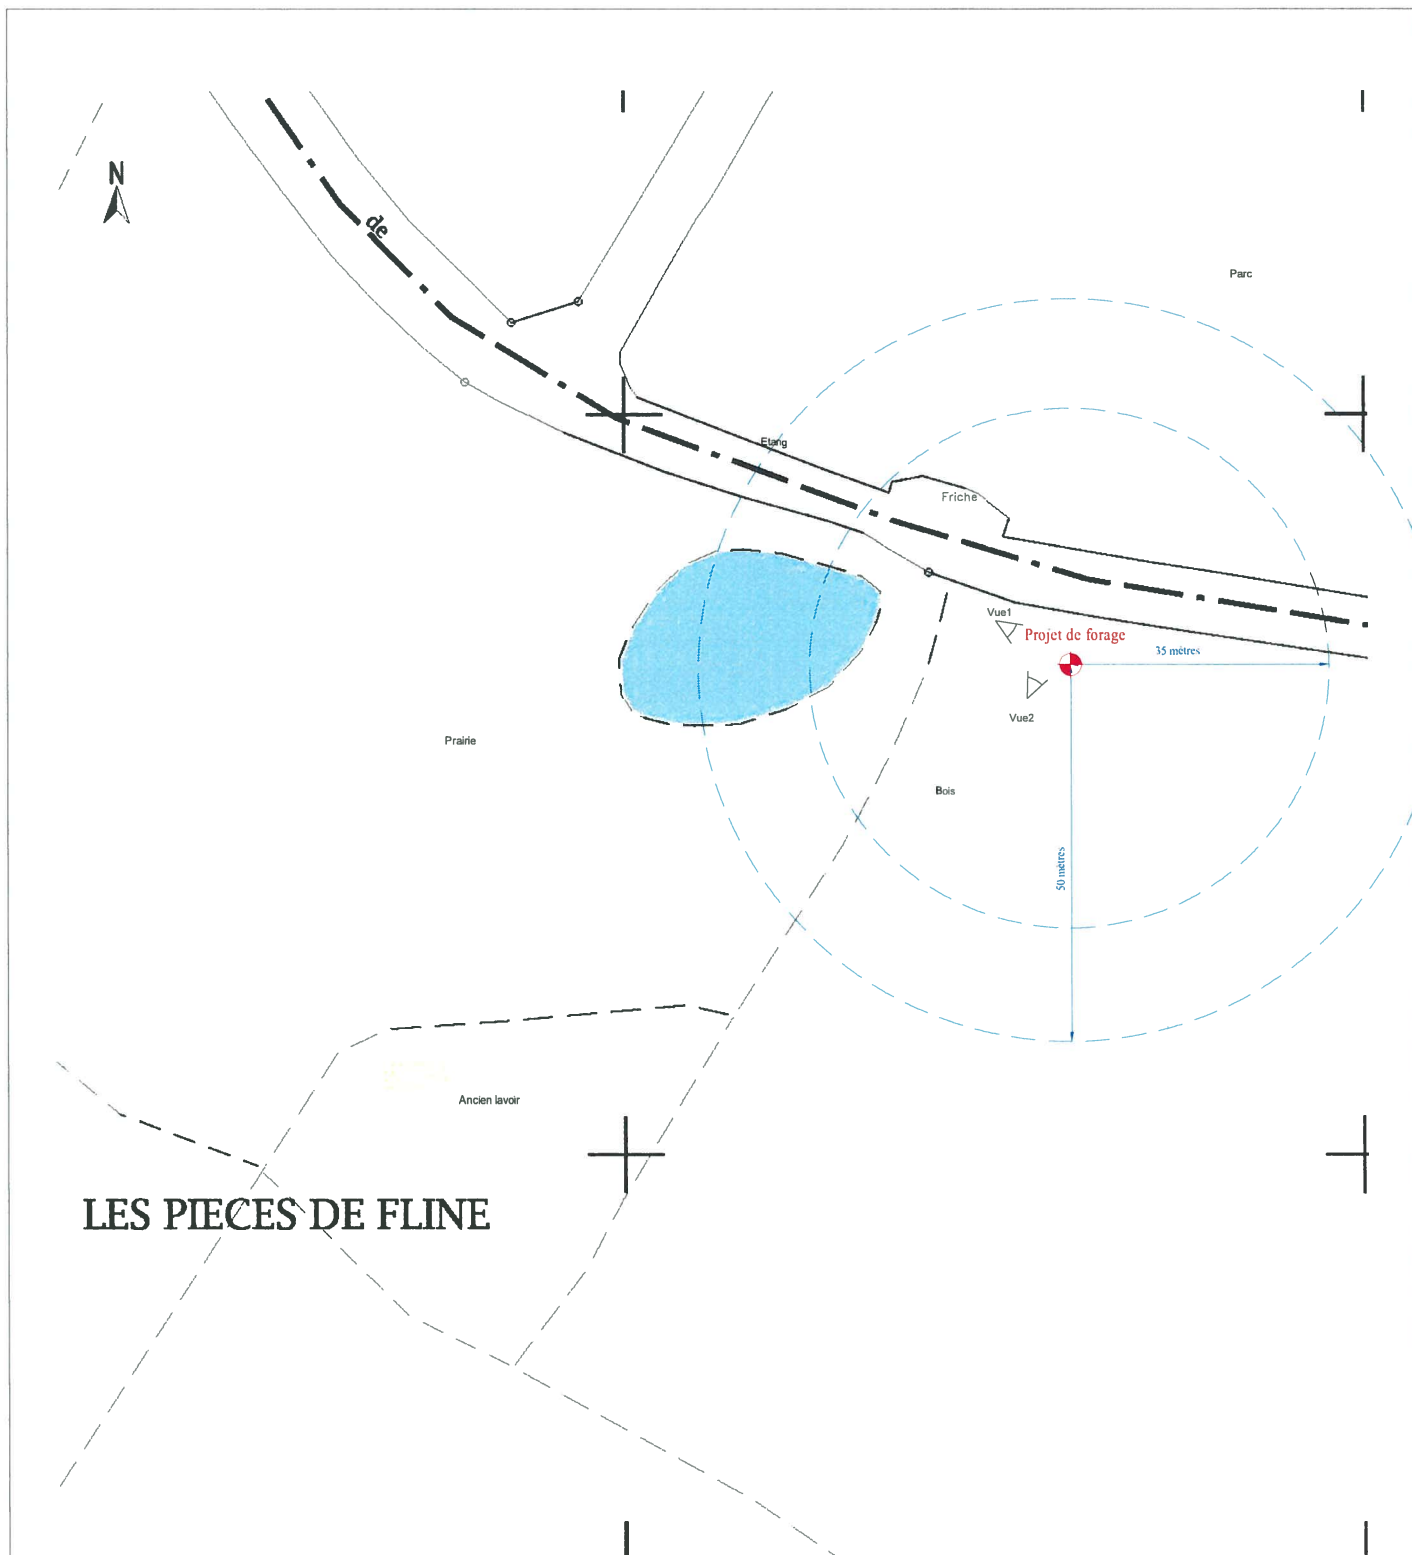 N
de
Parc
Etang
Friche
Vue1
Projet de forage
35 mètres
Vue2
Prairie
Bois
50 mètres
Ancien lavoir
LES PIECES DE FLINE